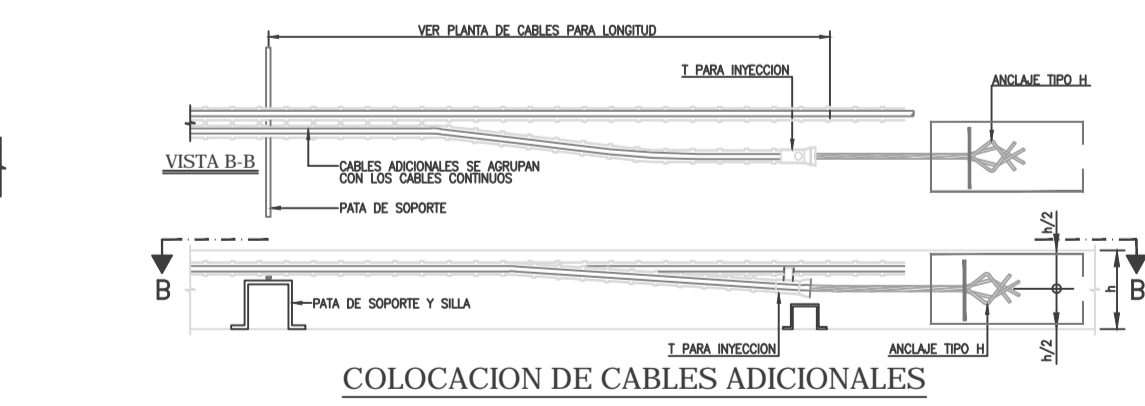 VER PLANTA DE CABLES PARA LONGITUD
T PARA INYECCION
ANCLAJE TIPO H
VISTA B-B
CABLES ADICIONALES SE AGRUPAN
CON LOS CABLES CONTINUOS
PATA DE SOPORTE
h/2
B
h
B
PATA DE SOPORTE Y SILLA
T PARA INYECCION
ANCLAJE TIPO H
h/2
COLOCACION DE CABLES ADICIONALES